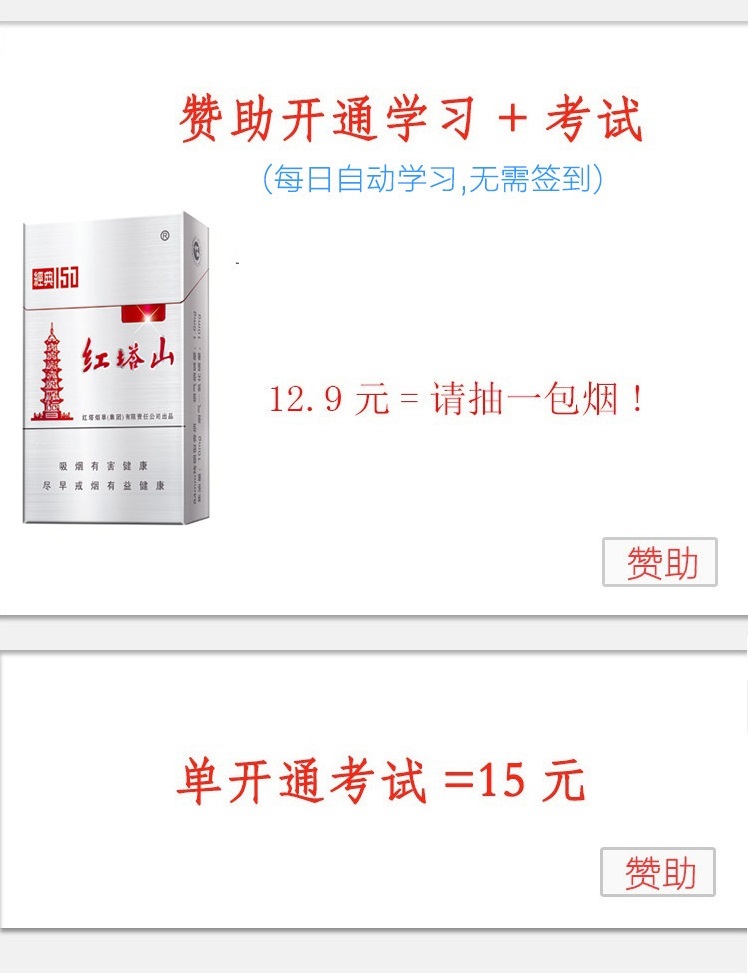 赞助开通学习 + 考试
(每日自动学习,无需签到)
®
經典150
红塔山
红塔烟草(集团)有限责任公司出品
吸烟有害健康
尽早戒烟有益健康
12.9 元 = 请抽一包烟 !
赞助
单开通考试 =15 元
赞助